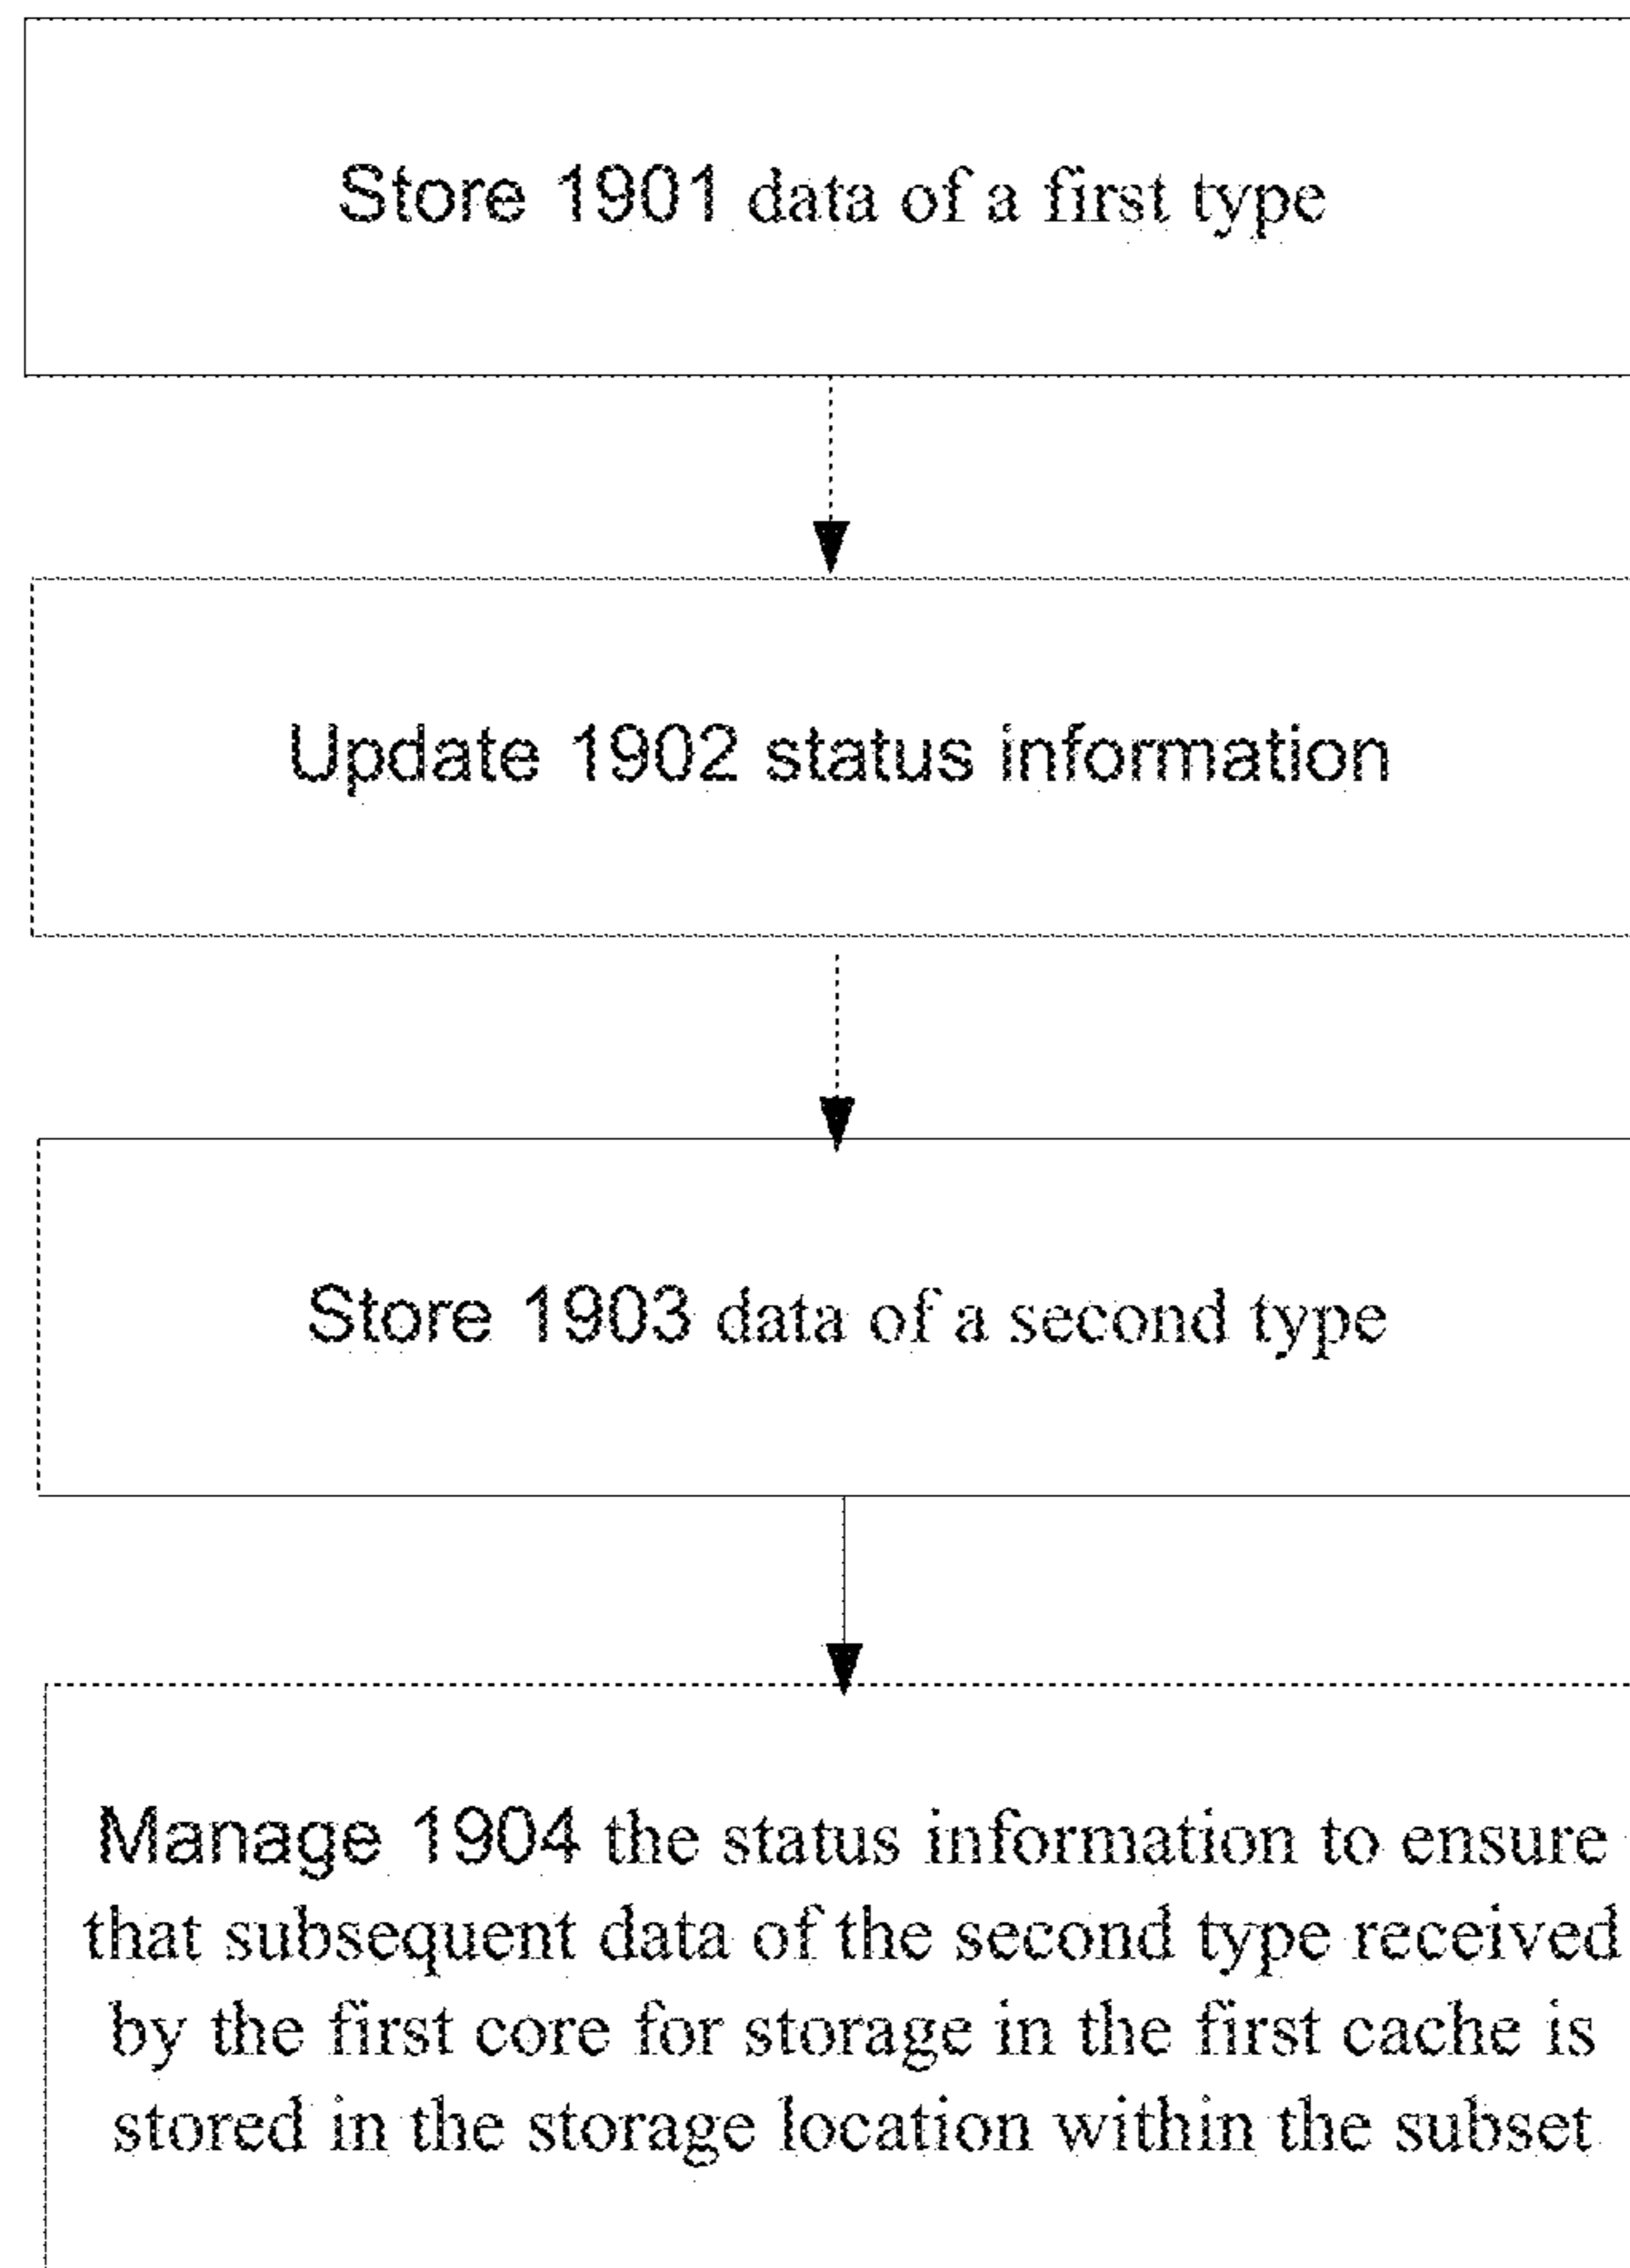 Store 1901 data of a first type
Update 1902 status information
Store 1903 data of a second type
Manage 1904 the status information to ensure
that subsequent data of the second type received
by the first core for storage in the first cache is
stored in the storage location within the subset